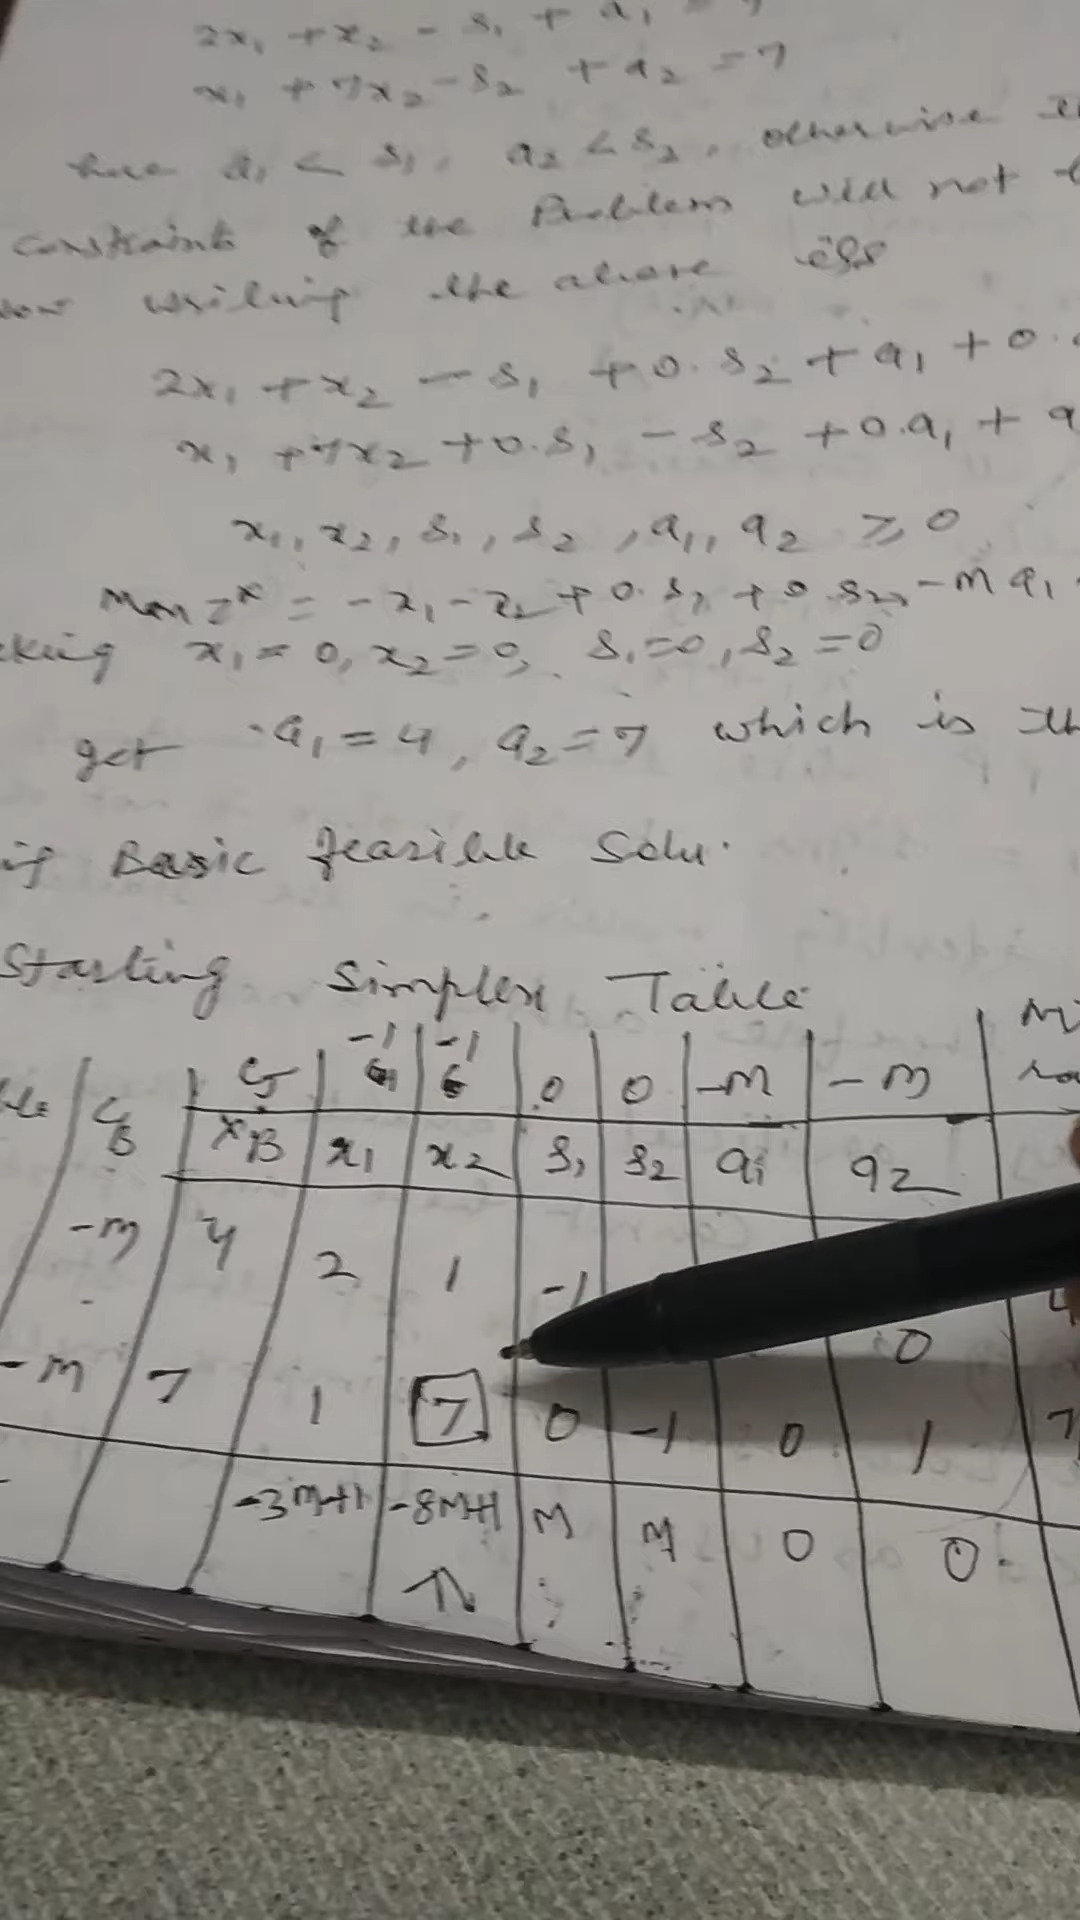 2x₁ + x₂ - s₁ + a₁ =
x₁ + 7x₂ - s₂ + a₂ = 7
a₁ < s₁, a₂ < s₂, otherwise
constraints of the Problem will not
writing the above
2x₁ + x₂ - s₁ + 0.s₂ + a₁ + 0.
x₁ + 7x₂ + 0.s₁ - s₂ + 0.a₁ + a
x₁, x₂, s₁, s₂, a₁, a₂ ≥ 0
z* = -x₁ - x₂ + 0.s₁ + 0 s₂ - M a₁
x₁ = 0, x₂ = 0, s₁ = 0, s₂ = 0
get a₁ = 4, a₂ = 7 which is
Basic feasible Solu.
Starting Simplex Table
-1 -1
CB Cj 0 0 -M -M
XB x₁ x₂ s₁ s₂ a₁ a₂
-M 4 2 1 -1 0
-M 7 1 7 0 -1 0 1 7
-3M+1 -8M+1 M M 0 0
↑